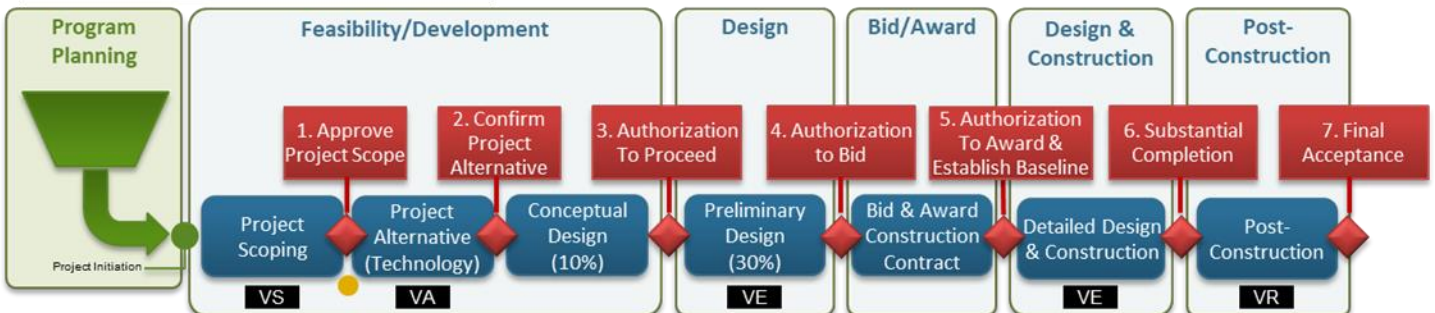 Program
Planning
Feasibility/Development
Design
Bid/Award
Design &
Construction
Post-
Construction
1. Approve
Project Scope
2. Confirm
Project
Alternative
3. Authorization
To Proceed
4. Authorization
to Bid
5. Authorization
To Award &
Establish Baseline
6. Substantial
Completion
7. Final
Acceptance
Project Initiation
Project
Scoping
Project
Alternative
(Technology)
Conceptual
Design
(10%)
Preliminary
Design
(30%)
Bid & Award
Construction
Contract
Detailed Design
& Construction
Post-
Construction
VS
VA
VE
VE
VR